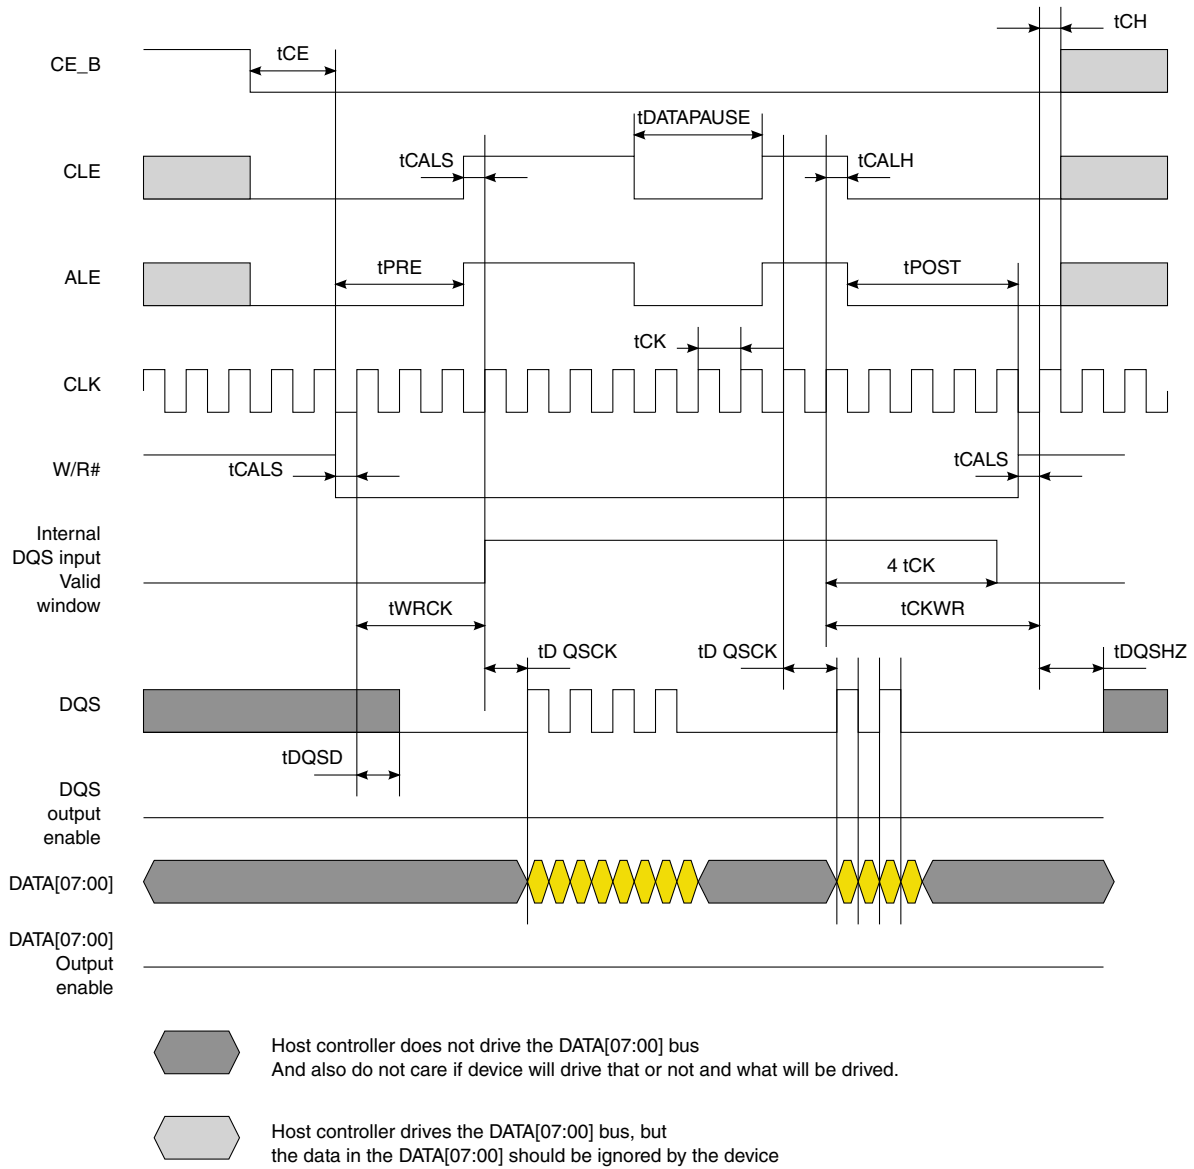 tCH
CE_B
tCE
tDATAPAUSE
CLE
tCALS
tCALH
ALE
tPRE
tPOST
tCK
CLK
W/R#
tCALS
tCALS
Internal
DQS input
Valid
window
4 tCK
tWRCK
tCKWR
tD QSCK
tD QSCK
tDQSHZ
DQS
tDQSD
DQS
output
enable
DATA[07:00]
DATA[07:00]
Output
enable
Host controller does not drive the DATA[07:00] bus
And also do not care if device will drive that or not and what will be drived.
Host controller drives the DATA[07:00] bus, but
the data in the DATA[07:00] should be ignored by the device